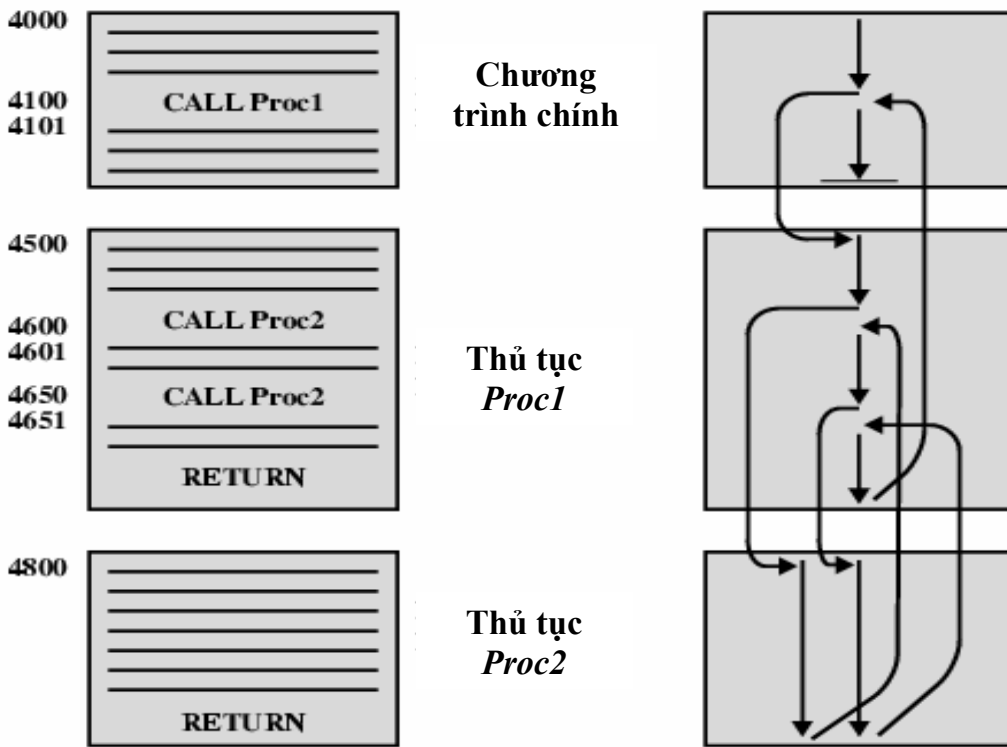 4000
4100
4101
CALL Proc1
Chương
trình chính
4500
4600
4601
4650
4651
CALL Proc2
CALL Proc2
RETURN
Thủ tục
Proc1
4800
RETURN
Thủ tục
Proc2